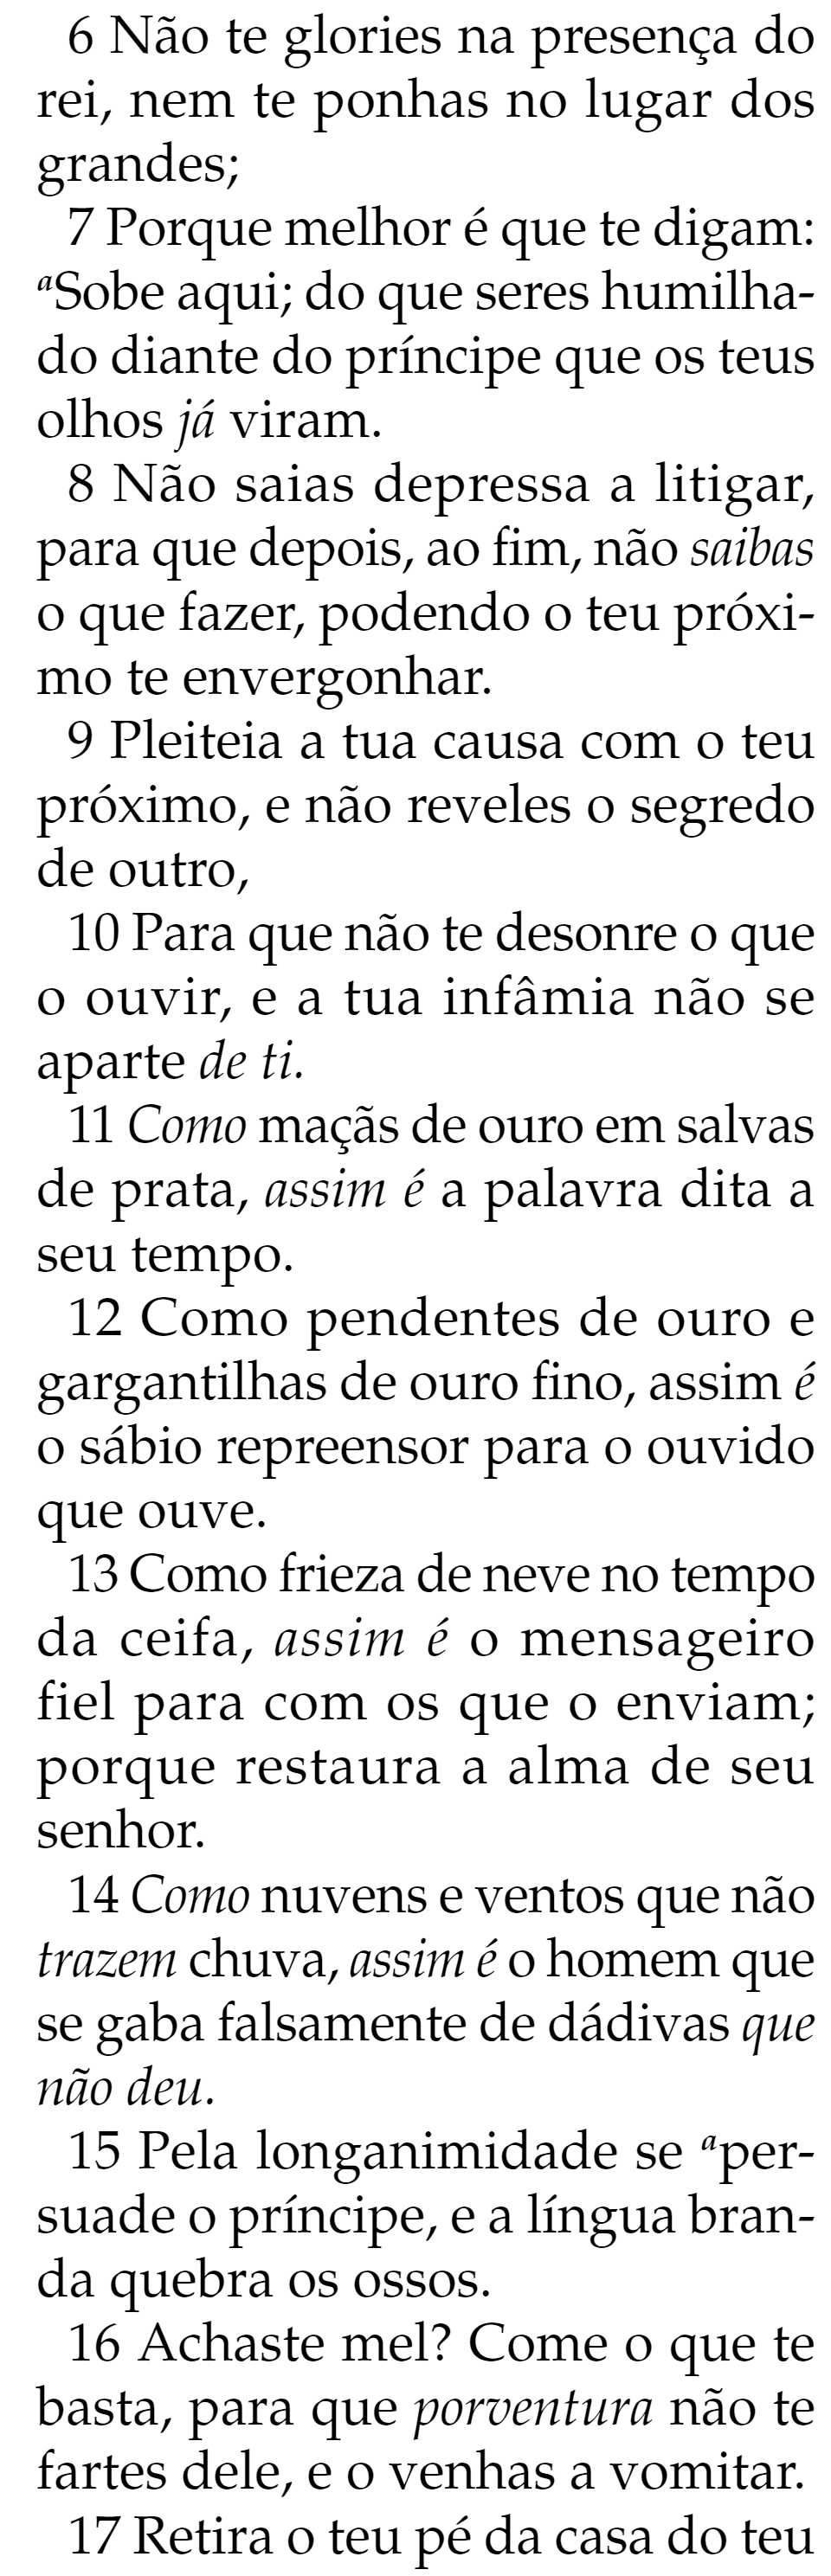 6 Não te glories na presença do
rei, nem te ponhas no lugar dos
grandes;
7 Porque melhor é que te digam:
ᵃSobe aqui; do que seres humilha-
do diante do príncipe que os teus
olhos já viram.
8 Não saias depressa a litigar,
para que depois, ao fim, não saibas
o que fazer, podendo o teu próxi-
mo te envergonhar.
9 Pleiteia a tua causa com o teu
próximo, e não reveles o segredo
de outro,
10 Para que não te desonre o que
o ouvir, e a tua infâmia não se
aparte de ti.
11 Como maçãs de ouro em salvas
de prata, assim é a palavra dita a
seu tempo.
12 Como pendentes de ouro e
gargantilhas de ouro fino, assim é
o sábio repreensor para o ouvido
que ouve.
13 Como frieza de neve no tempo
da ceifa, assim é o mensageiro
fiel para com os que o enviam;
porque restaura a alma de seu
senhor.
14 Como nuvens e ventos que não
trazem chuva, assim é o homem que
se gaba falsamente de dádivas que
não deu.
15 Pela longanimidade se ᵃper-
suade o príncipe, e a língua bran-
da quebra os ossos.
16 Achaste mel? Come o que te
basta, para que porventura não te
fartes dele, e o venhas a vomitar.
17 Retira o teu pé da casa do teu